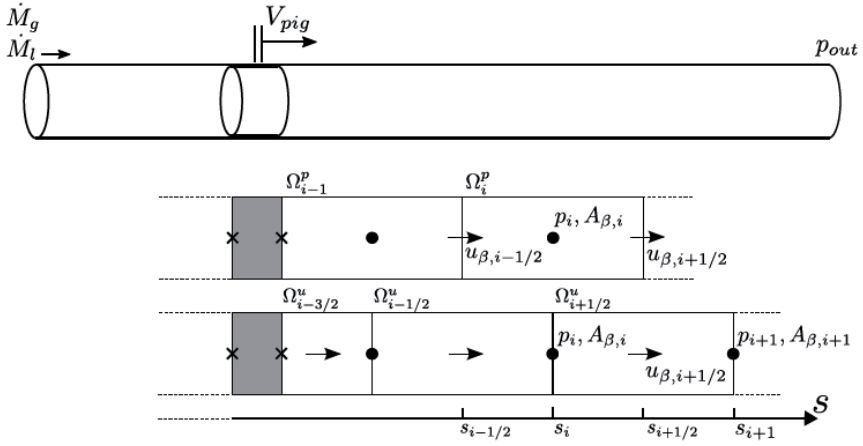 Ṁ_g V_pig
Ṁ_l p_out
Ω^p_{i−1} Ω^p_i
p_i, A_{β,i}
u_{β,i−1/2} u_{β,i+1/2}
Ω^u_{i−3/2} Ω^u_{i−1/2} Ω^u_{i+1/2}
p_i, A_{β,i} p_{i+1}, A_{β,i+1}
u_{β,i+1/2}
s
s_{i−1/2} s_i s_{i+1/2} s_{i+1}